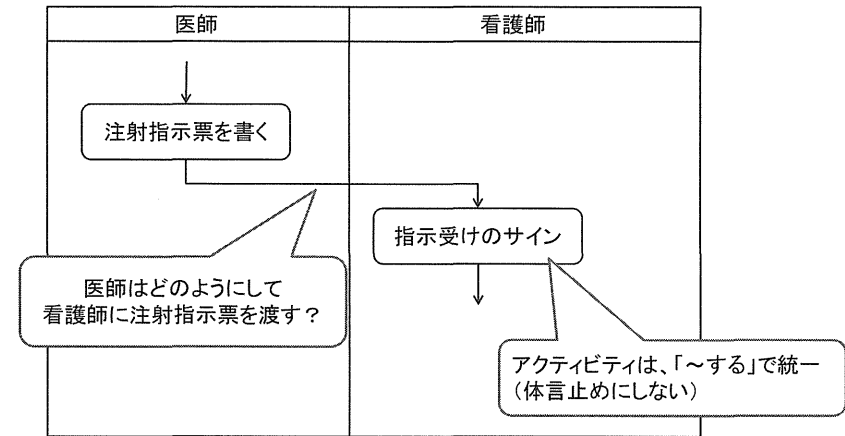 医師
看護師
注射指示票を書く
指示受けのサイン
医師はどのようにして
看護師に注射指示票を渡す？
アクティビティは、「～する」で統一
（体言止めにしない）